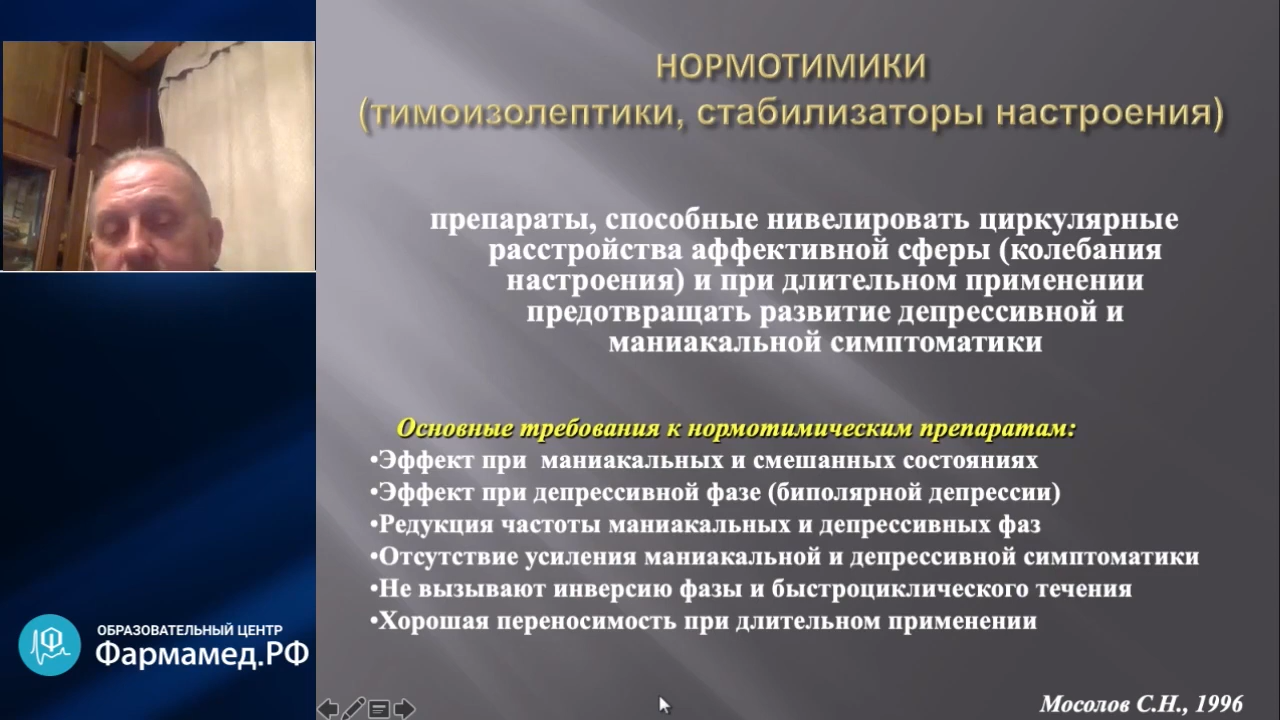 НОРМОТИМИКИ
(тимоизолептики, стабилизаторы настроения)
препараты, способные нивелировать циркулярные
расстройства аффективной сферы (колебания
настроения) и при длительном применении
предотвращать развитие депрессивной и
маниакальной симптоматики
Основные требования к нормотимическим препаратам:
•Эффект при маниакальных и смешанных состояниях
•Эффект при депрессивной фазе (биполярной депрессии)
•Редукция частоты маниакальных и депрессивных фаз
•Отсутствие усиления маниакальной и депрессивной симптоматики
•Не вызывают инверсию фазы и быстроциклического течения
•Хорошая переносимость при длительном применении
Мосолов С.Н., 1996
ОБРАЗОВАТЕЛЬНЫЙ ЦЕНТР
Фармамед.РФ